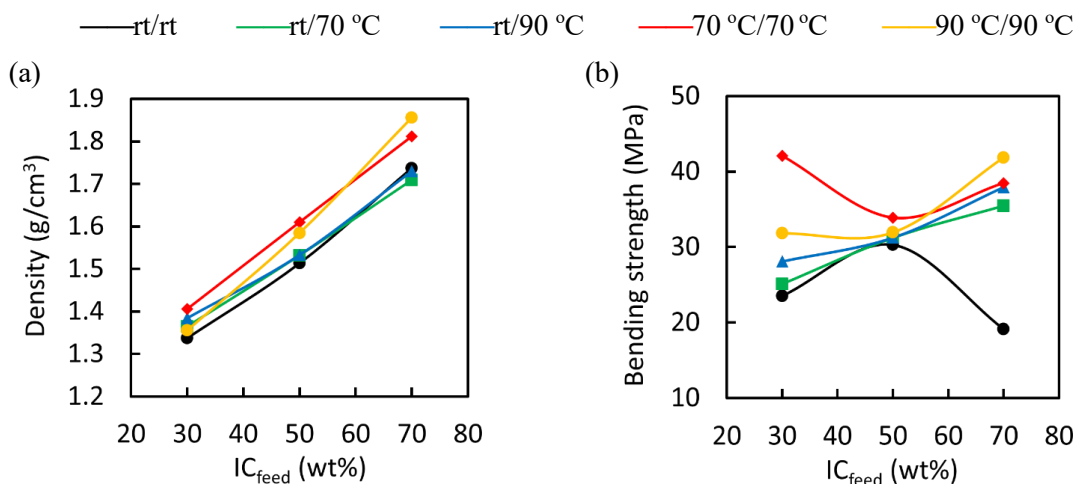 rt/rt rt/70 ºC rt/90 ºC 70 ºC/70 ºC 90 ºC/90 ºC
(a)
Density (g/cm³)
1.9
1.8
1.7
1.6
1.5
1.4
1.3
1.2
20 30 40 50 60 70 80
IC_feed (wt%)
(b)
Bending strength (MPa)
50
40
30
20
10
20 30 40 50 60 70 80
IC_feed (wt%)